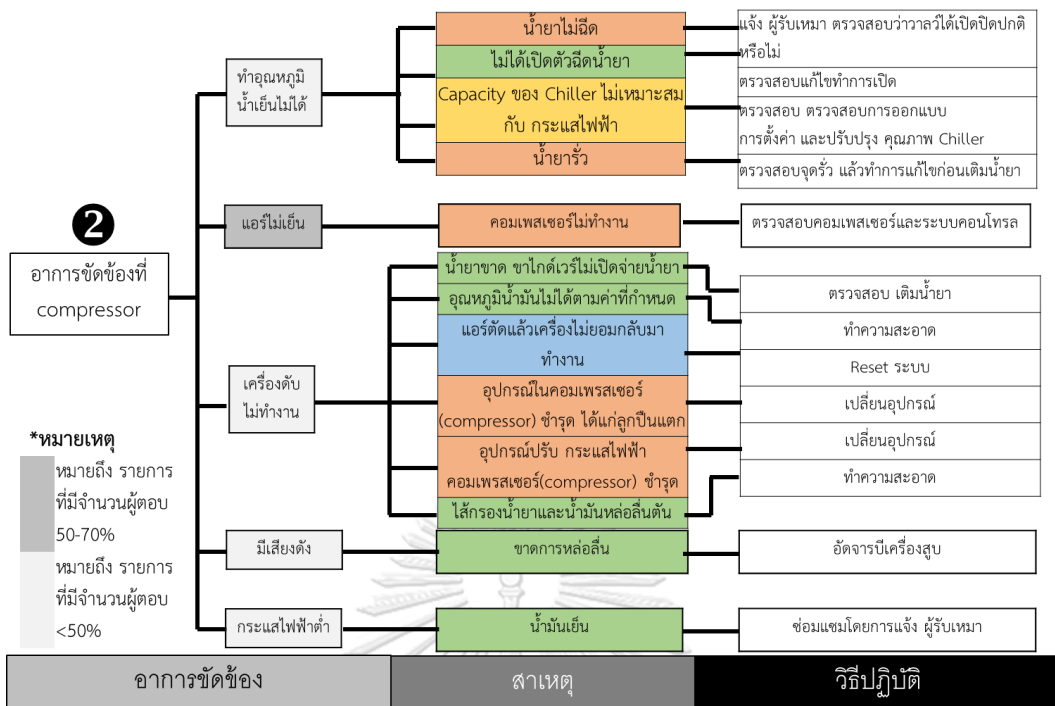 ❷
อาการขัดข้องที่
compressor
ทำอุณหภูมิ
น้ำเย็นไม่ได้
น้ำยาไม่ฉีด
ไม่ได้เปิดตัวฉีดน้ำยา
Capacity ของ Chiller ไม่เหมาะสม
กับ กระแสไฟฟ้า
น้ำยารั่ว
แจ้ง ผู้รับเหมา ตรวจสอบว่าวาลว์ได้เปิดปิดปกติ
หรือไม่
ตรวจสอบแก้ไขทำการเปิด
ตรวจสอบ ตรวจสอบการออกแบบ
การตั้งค่า และปรับปรุง คุณภาพ Chiller
ตรวจสอบจุดรั่ว แล้วทำการแก้ไขก่อนเติมน้ำยา
แอร์ไม่เย็น
คอมเพสเซอร์ไม่ทำงาน
ตรวจสอบคอมเพสเซอร์และระบบคอนโทรล
เครื่องดับ
ไม่ทำงาน
น้ำยาขาด ขาไกด์เวร์ไม่เปิดจ่ายน้ำยา
อุณหภูมิน้ำมันไม่ได้ตามค่าที่กำหนด
แอร์ตัดแล้วเครื่องไม่ยอมกลับมา
ทำงาน
อุปกรณ์ในคอมเพรสเซอร์
(compressor) ชำรุด ได้แก่ลูกปืนแตก
อุปกรณ์ปรับ กระแสไฟฟ้า
คอมเพรสเซอร์(compressor) ชำรุด
ไส้กรองน้ำยาและน้ำมันหล่อลื่นตัน
ตรวจสอบ เติมน้ำยา
ทำความสะอาด
Reset ระบบ
เปลี่ยนอุปกรณ์
เปลี่ยนอุปกรณ์
ทำความสะอาด
มีเสียงดัง
ขาดการหล่อลื่น
อัดจารบีเครื่องสูบ
กระแสไฟฟ้าต่ำ
น้ำมันเย็น
ซ่อมแซมโดยการแจ้ง ผู้รับเหมา
*หมายเหตุ
หมายถึง รายการ
ที่มีจำนวนผู้ตอบ
50-70%
หมายถึง รายการ
ที่มีจำนวนผู้ตอบ
<50%
อาการขัดข้อง
สาเหตุ
วิธีปฏิบัติ